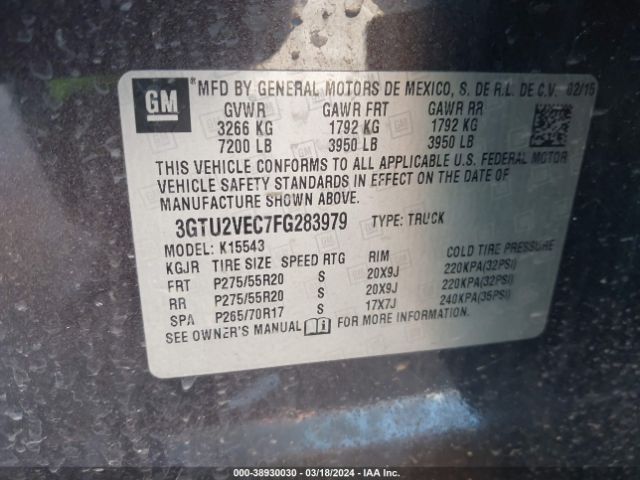 GM
*MFD BY GENERAL MOTORS DE MEXICO, S. DE R.L. DE C.V. 02/15
GVWR GAWR FRT GAWR RR
3266 KG 1792 KG 1792 KG
7200 LB 3950 LB 3950 LB
THIS VEHICLE CONFORMS TO ALL APPLICABLE U.S. FEDERAL MOTOR
VEHICLE SAFETY STANDARDS IN EFFECT ON THE DATE OF
MANUFACTURE SHOWN ABOVE.
3GTU2VEC7FG283979 TYPE: TRUCK
MODEL: K15543
KGJR TIRE SIZE SPEED RTG RIM COLD TIRE PRESSURE
FRT P275/55R20 S 20X9J 220KPA(32PSI)
RR P275/55R20 S 20X9J 220KPA(32PSI)
SPA P265/70R17 S 17X7J 240KPA(35PSI)
SEE OWNER'S MANUAL FOR MORE INFORMATION.
000-38930030 - 03/18/2024 - IAA Inc.